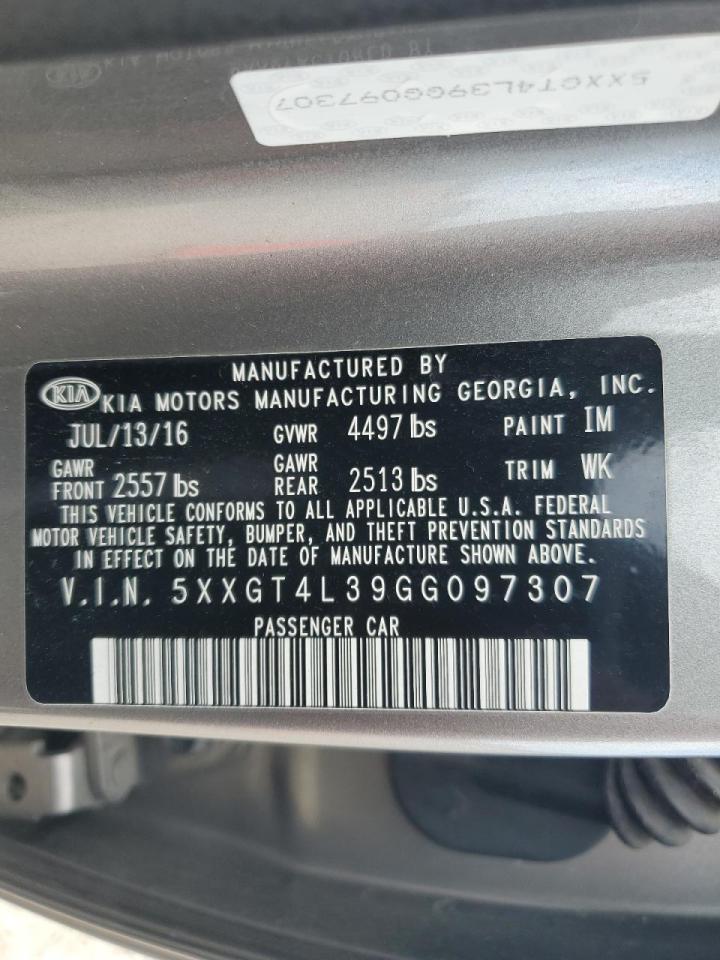 5XXGT4L39GG097307
MANUFACTURED BY
KIA KIA MOTORS MANUFACTURING GEORGIA, INC.
JUL/13/16 GVWR 4497 lbs PAINT IM
GAWR FRONT 2557 lbs GAWR REAR 2513 lbs TRIM WK
THIS VEHICLE CONFORMS TO ALL APPLICABLE U.S.A. FEDERAL
MOTOR VEHICLE SAFETY, BUMPER, AND THEFT PREVENTION STANDARDS
IN EFFECT ON THE DATE OF MANUFACTURE SHOWN ABOVE.
V.I.N. 5XXGT4L39GG097307
PASSENGER CAR